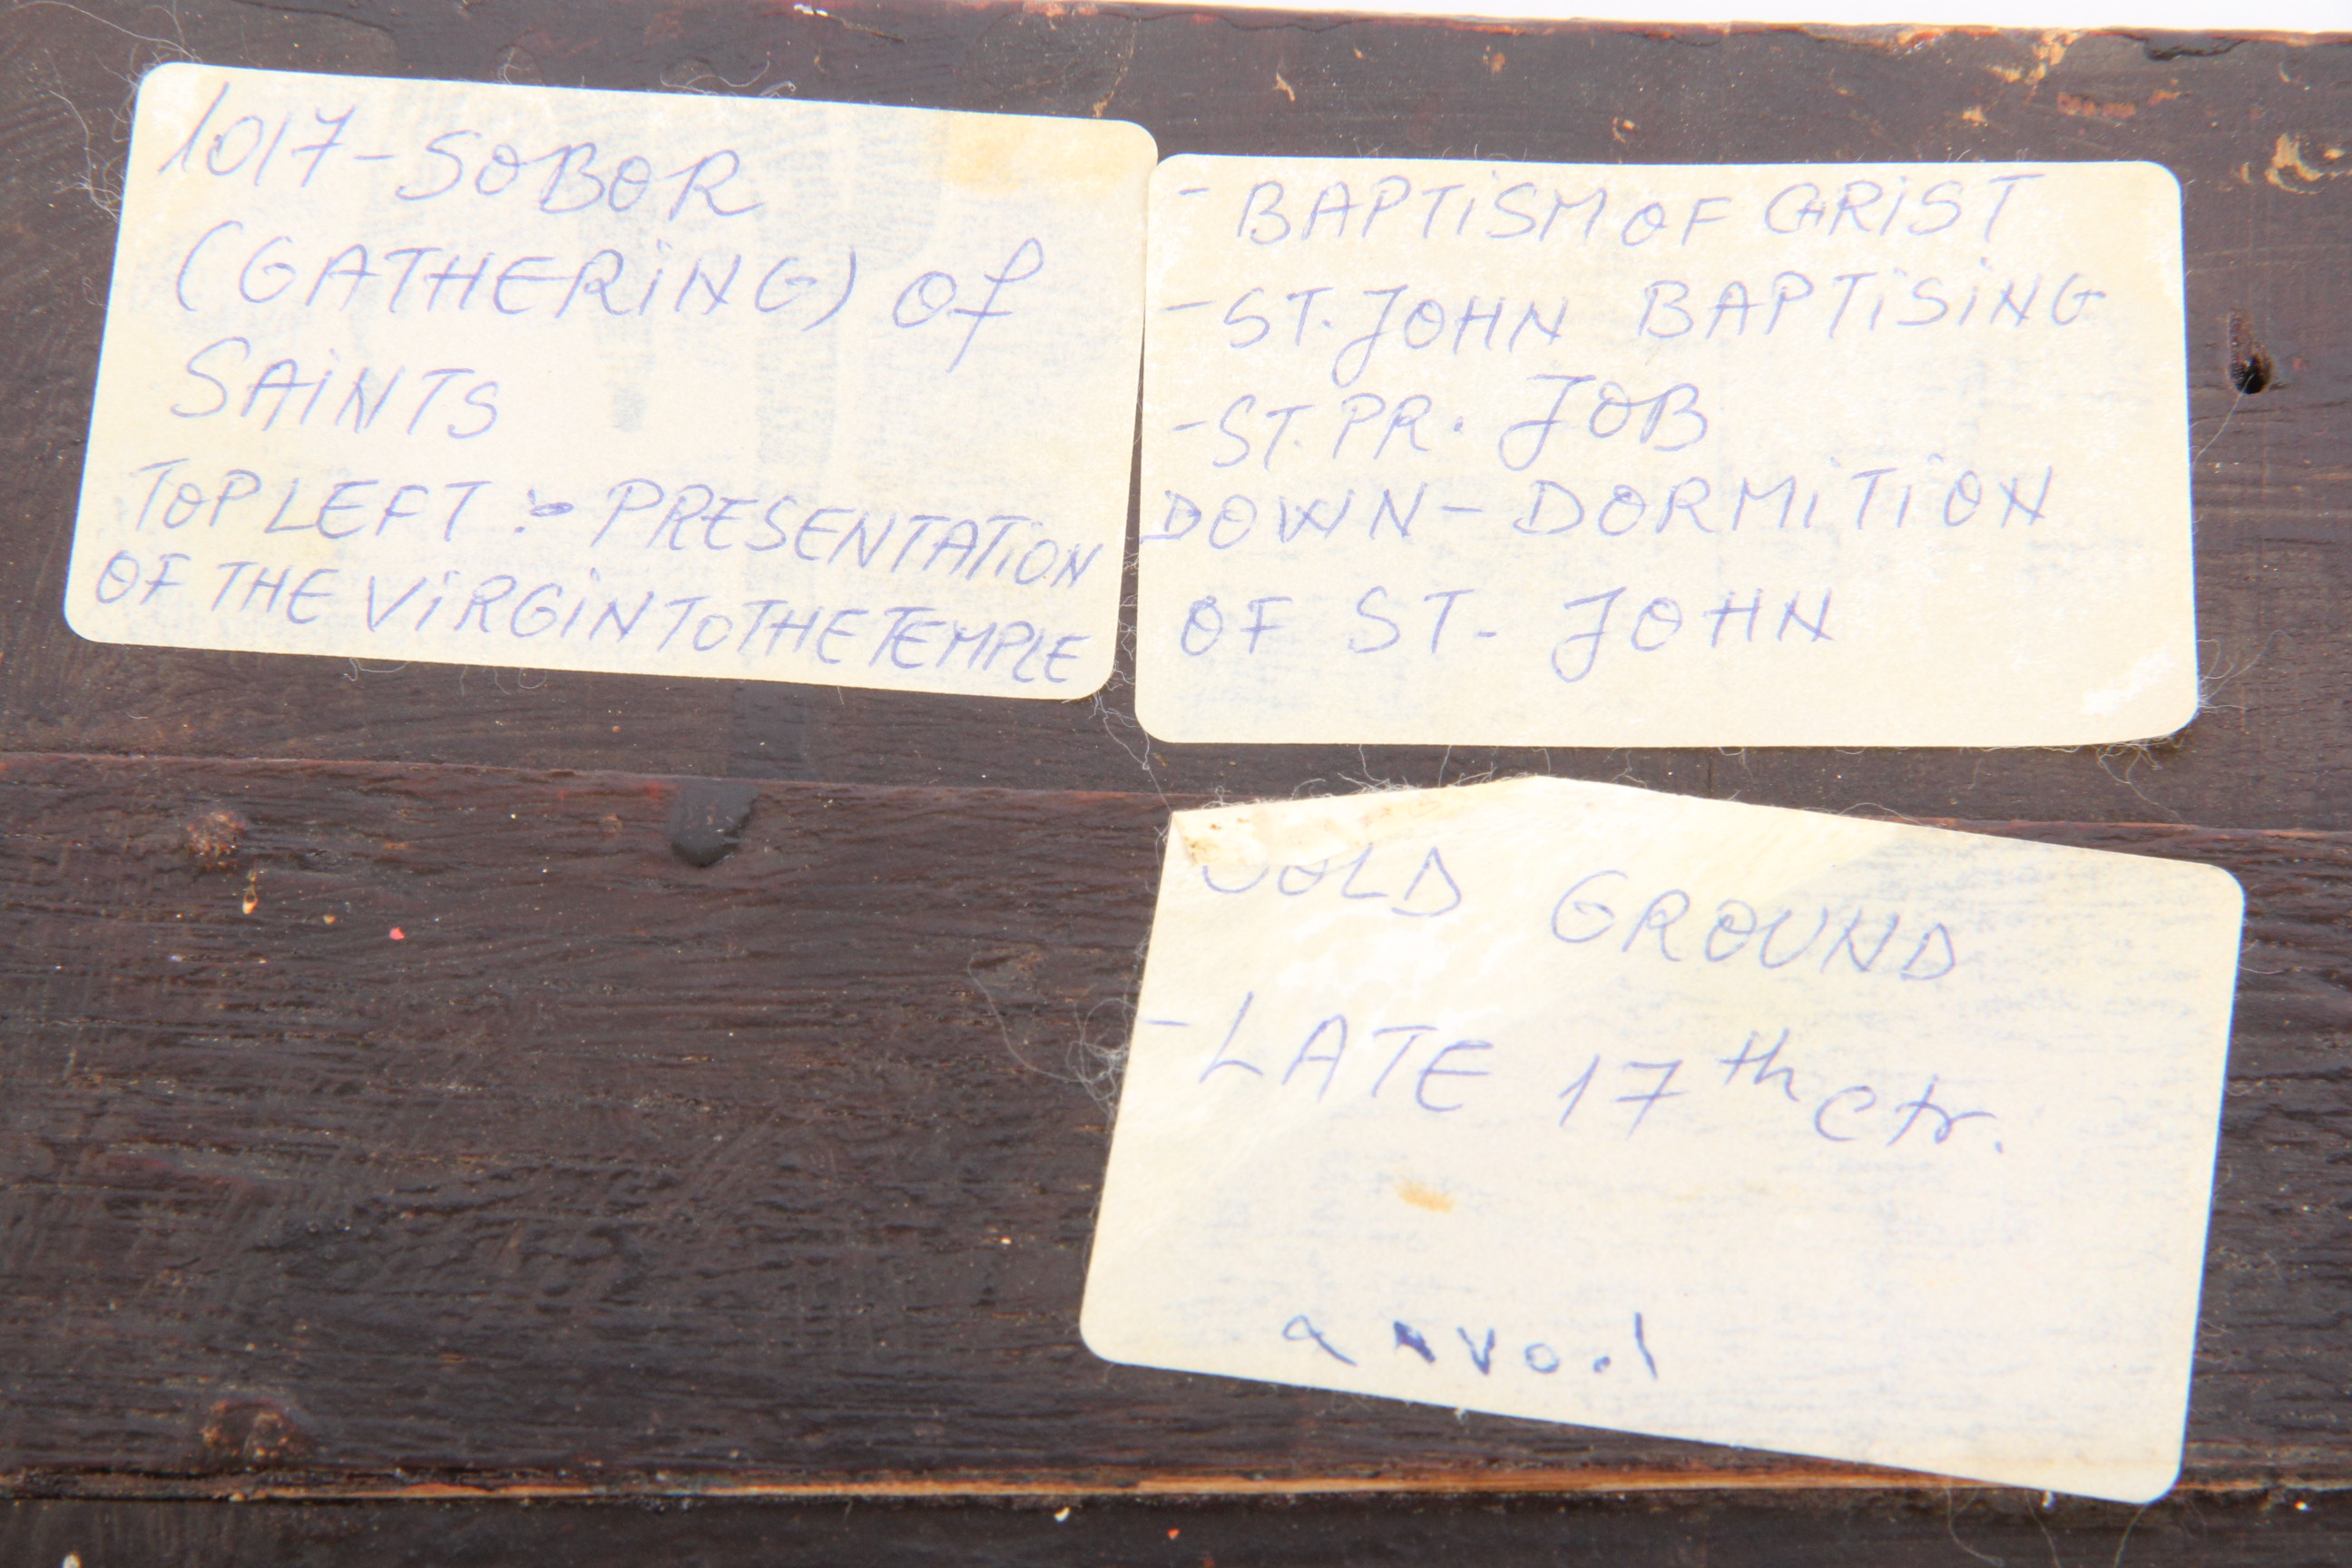 1017-SOBOR
(GATHERING) of
SAiNTS
TOP LEFT :- PRESENTATiON
OF THE ViRGiN TO THE TEMPLE
- BAPTiSM OF CHRiST
- ST. JOHN BAPTiSiNG
- ST. PR. JOB
DOWN - DORMiTiON
OF ST. JOHN
GOLD GROUND
- LATE 17th ctr.